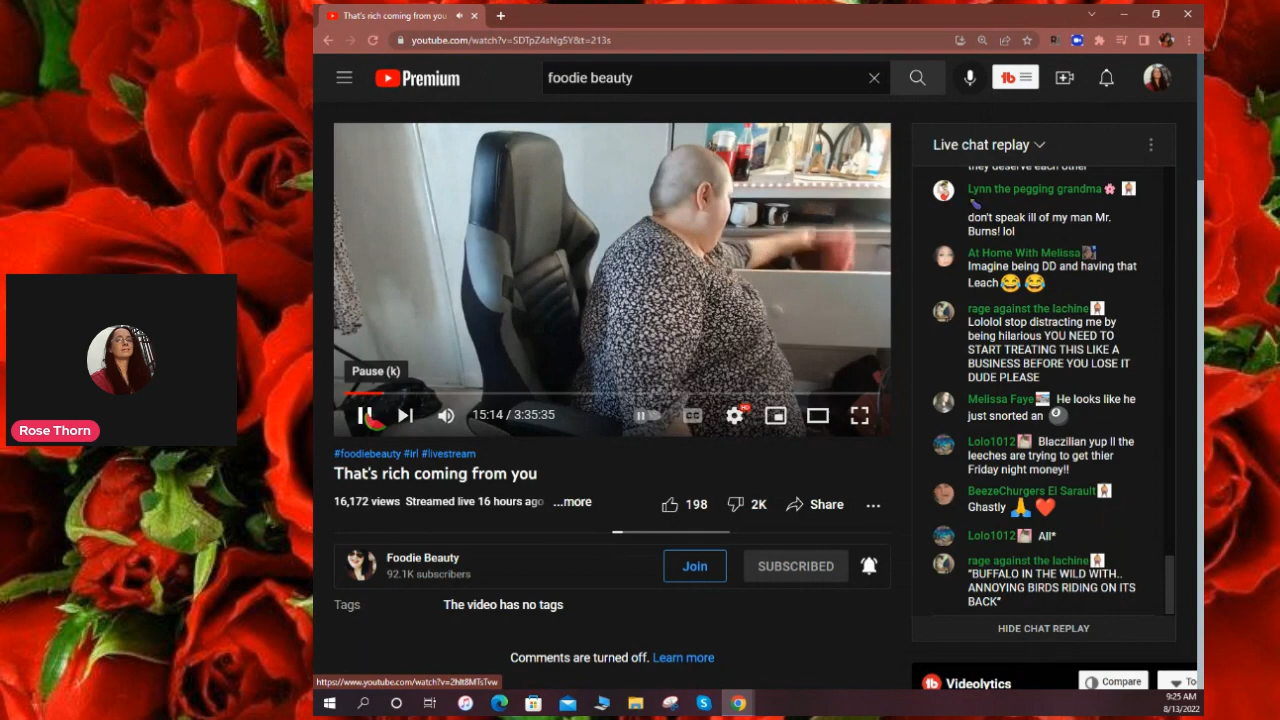 That's rich coming from you
youtube.com/watch?v=SDTpZ4sNg5Y&t=213s
Premium
foodie beauty
Live chat replay
they deserve each other
Lynn the pegging grandma
don't speak ill of my man Mr.
Burns! lol
At Home With Melissa
Imagine being DD and having that
Leach
rage against the lachine
Lololol stop distracting me by
being hilarious YOU NEED TO
START TREATING THIS LIKE A
BUSINESS BEFORE YOU LOSE IT
DUDE PLEASE
Melissa Faye He looks like he
just snorted an
Lolo1012 Blaczilian yup ll the
leeches are trying to get thier
Friday night money!!
BeezeChurgers El Sarault
Ghastly
Lolo1012 All*
rage against the lachine
"BUFFALO IN THE WILD WITH..
ANNOYING BIRDS RIDING ON ITS
BACK"
HIDE CHAT REPLAY
Pause (k)
15:14 / 3:35:35
CC
HD
#foodiebeauty #irl #livestream
That's rich coming from you
16,172 views Streamed live 16 hours ago ...more
198 2K Share
Foodie Beauty
92.1K subscribers
Join SUBSCRIBED
Tags The video has no tags
Comments are turned off. Learn more
Videolytics
Compare
To
https://www.youtube.com/watch?v=2hlt8MTsTvw
9:25 AM
8/13/2022
Rose Thorn